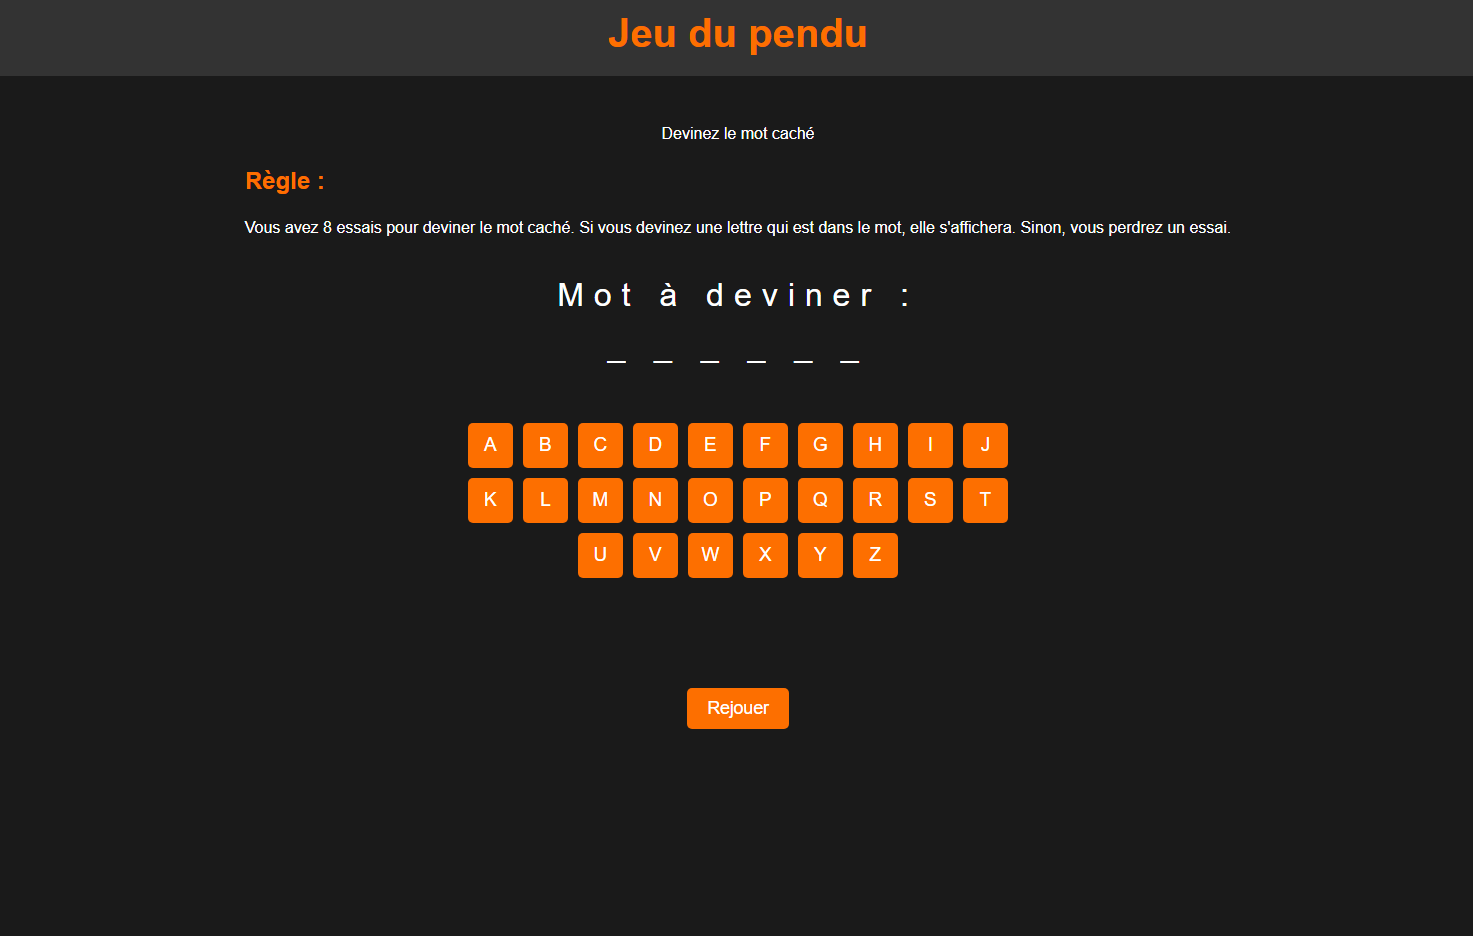 Jeu du pendu
Devinez le mot caché
Règle :
Vous avez 8 essais pour deviner le mot caché. Si vous devinez une lettre qui est dans le mot, elle s'affichera. Sinon, vous perdrez un essai.
Mot à deviner :
_ _ _ _ _ _
A B C D E F G H I J
K L M N O P Q R S T
U V W X Y Z
Rejouer